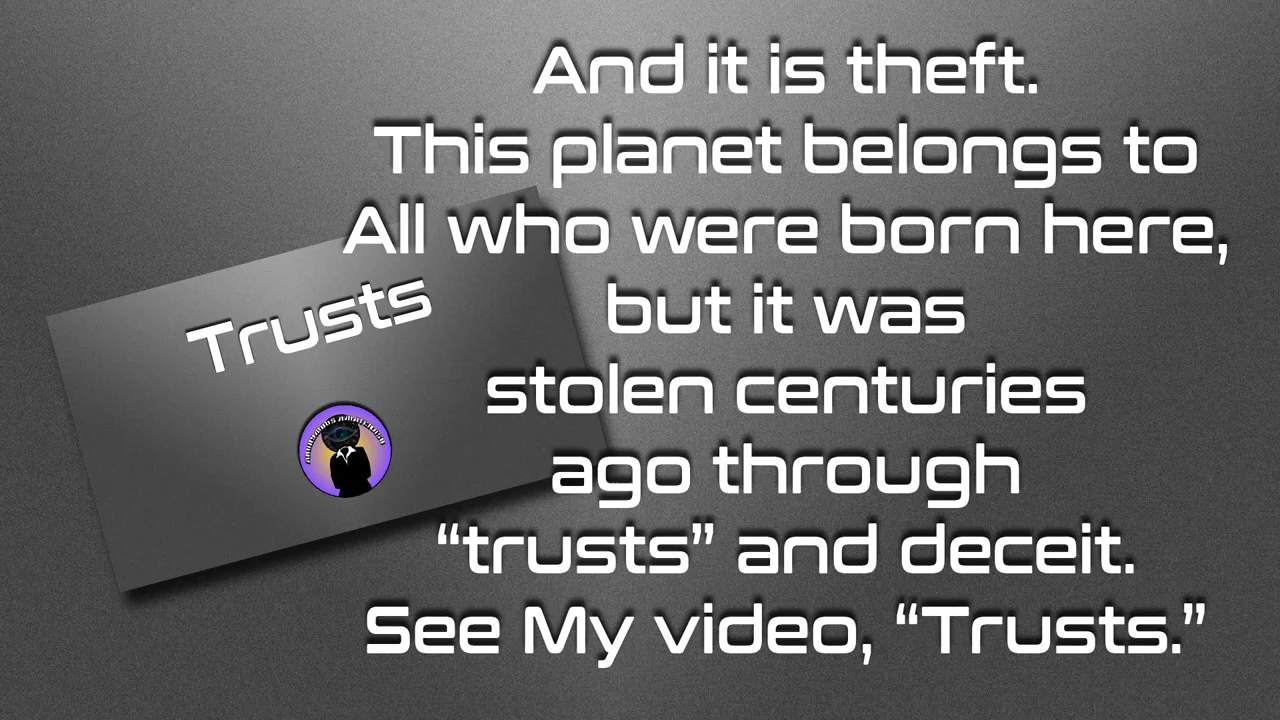 And it is theft.
This planet belongs to
All who were born here,
but it was
stolen centuries
ago through
“trusts” and deceit.
See My video, “Trusts.”
Trusts